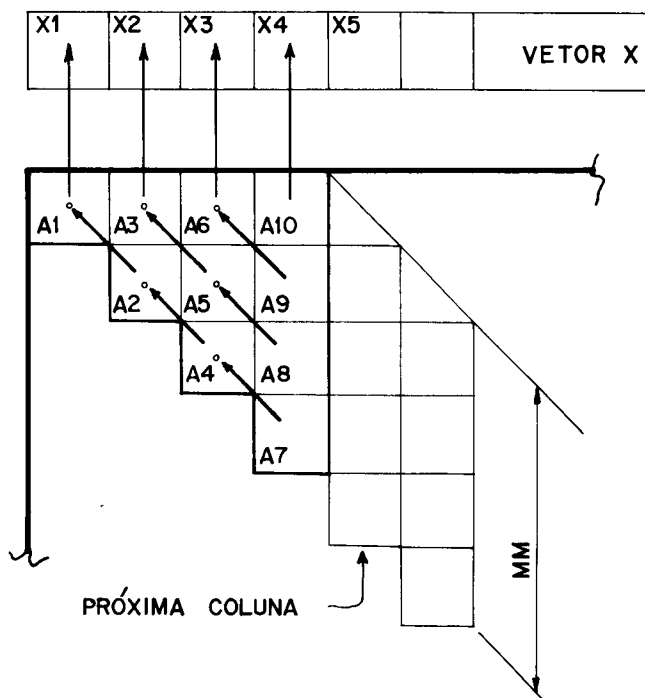 X1 X2 X3 X4 X5 VETOR X
A1 A3 A6 A10
A2 A5 A9
A4 A8
A7
MM
PRÓXIMA COLUNA